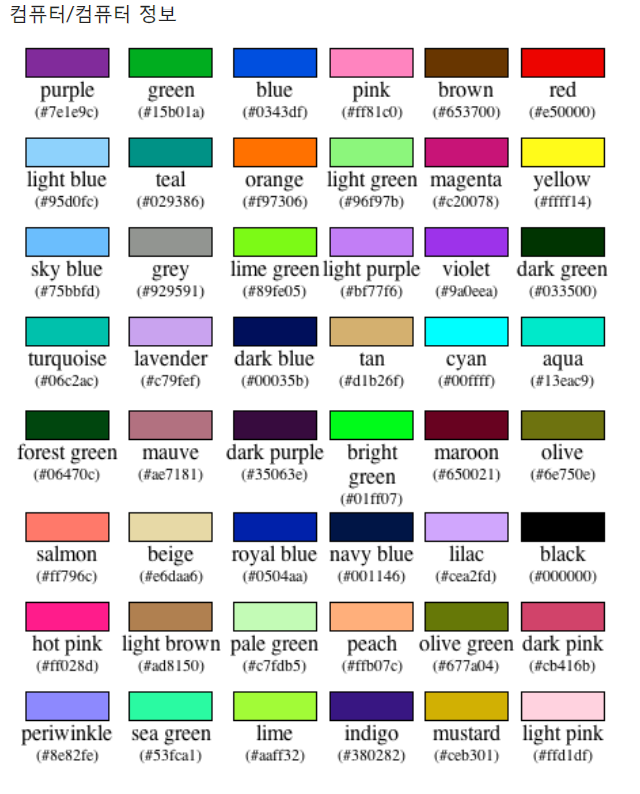 컴퓨터/컴퓨터 정보
purple green blue pink brown red
(#7e1e9c) (#15b01a) (#0343df) (#ff81c0) (#653700) (#e50000)
light blue teal orange light green magenta yellow
(#95d0fc) (#029386) (#f97306) (#96f97b) (#c20078) (#ffff14)
sky blue grey lime green light purple violet dark green
(#75bbfd) (#929591) (#89fe05) (#bf77f6) (#9a0eea) (#033500)
turquoise lavender dark blue tan cyan aqua
(#06c2ac) (#c79fef) (#00035b) (#d1b26f) (#00ffff) (#13eac9)
forest green mauve dark purple bright green maroon olive
(#06470c) (#ae7181) (#35063e) (#01ff07) (#650021) (#6e750e)
salmon beige royal blue navy blue lilac black
(#ff796c) (#e6daa6) (#0504aa) (#001146) (#cea2fd) (#000000)
hot pink light brown pale green peach olive green dark pink
(#ff028d) (#ad8150) (#c7fdb5) (#ffb07c) (#677a04) (#cb416b)
periwinkle sea green lime indigo mustard light pink
(#8e82fe) (#53fca1) (#aaff32) (#380282) (#ceb301) (#ffd1df)